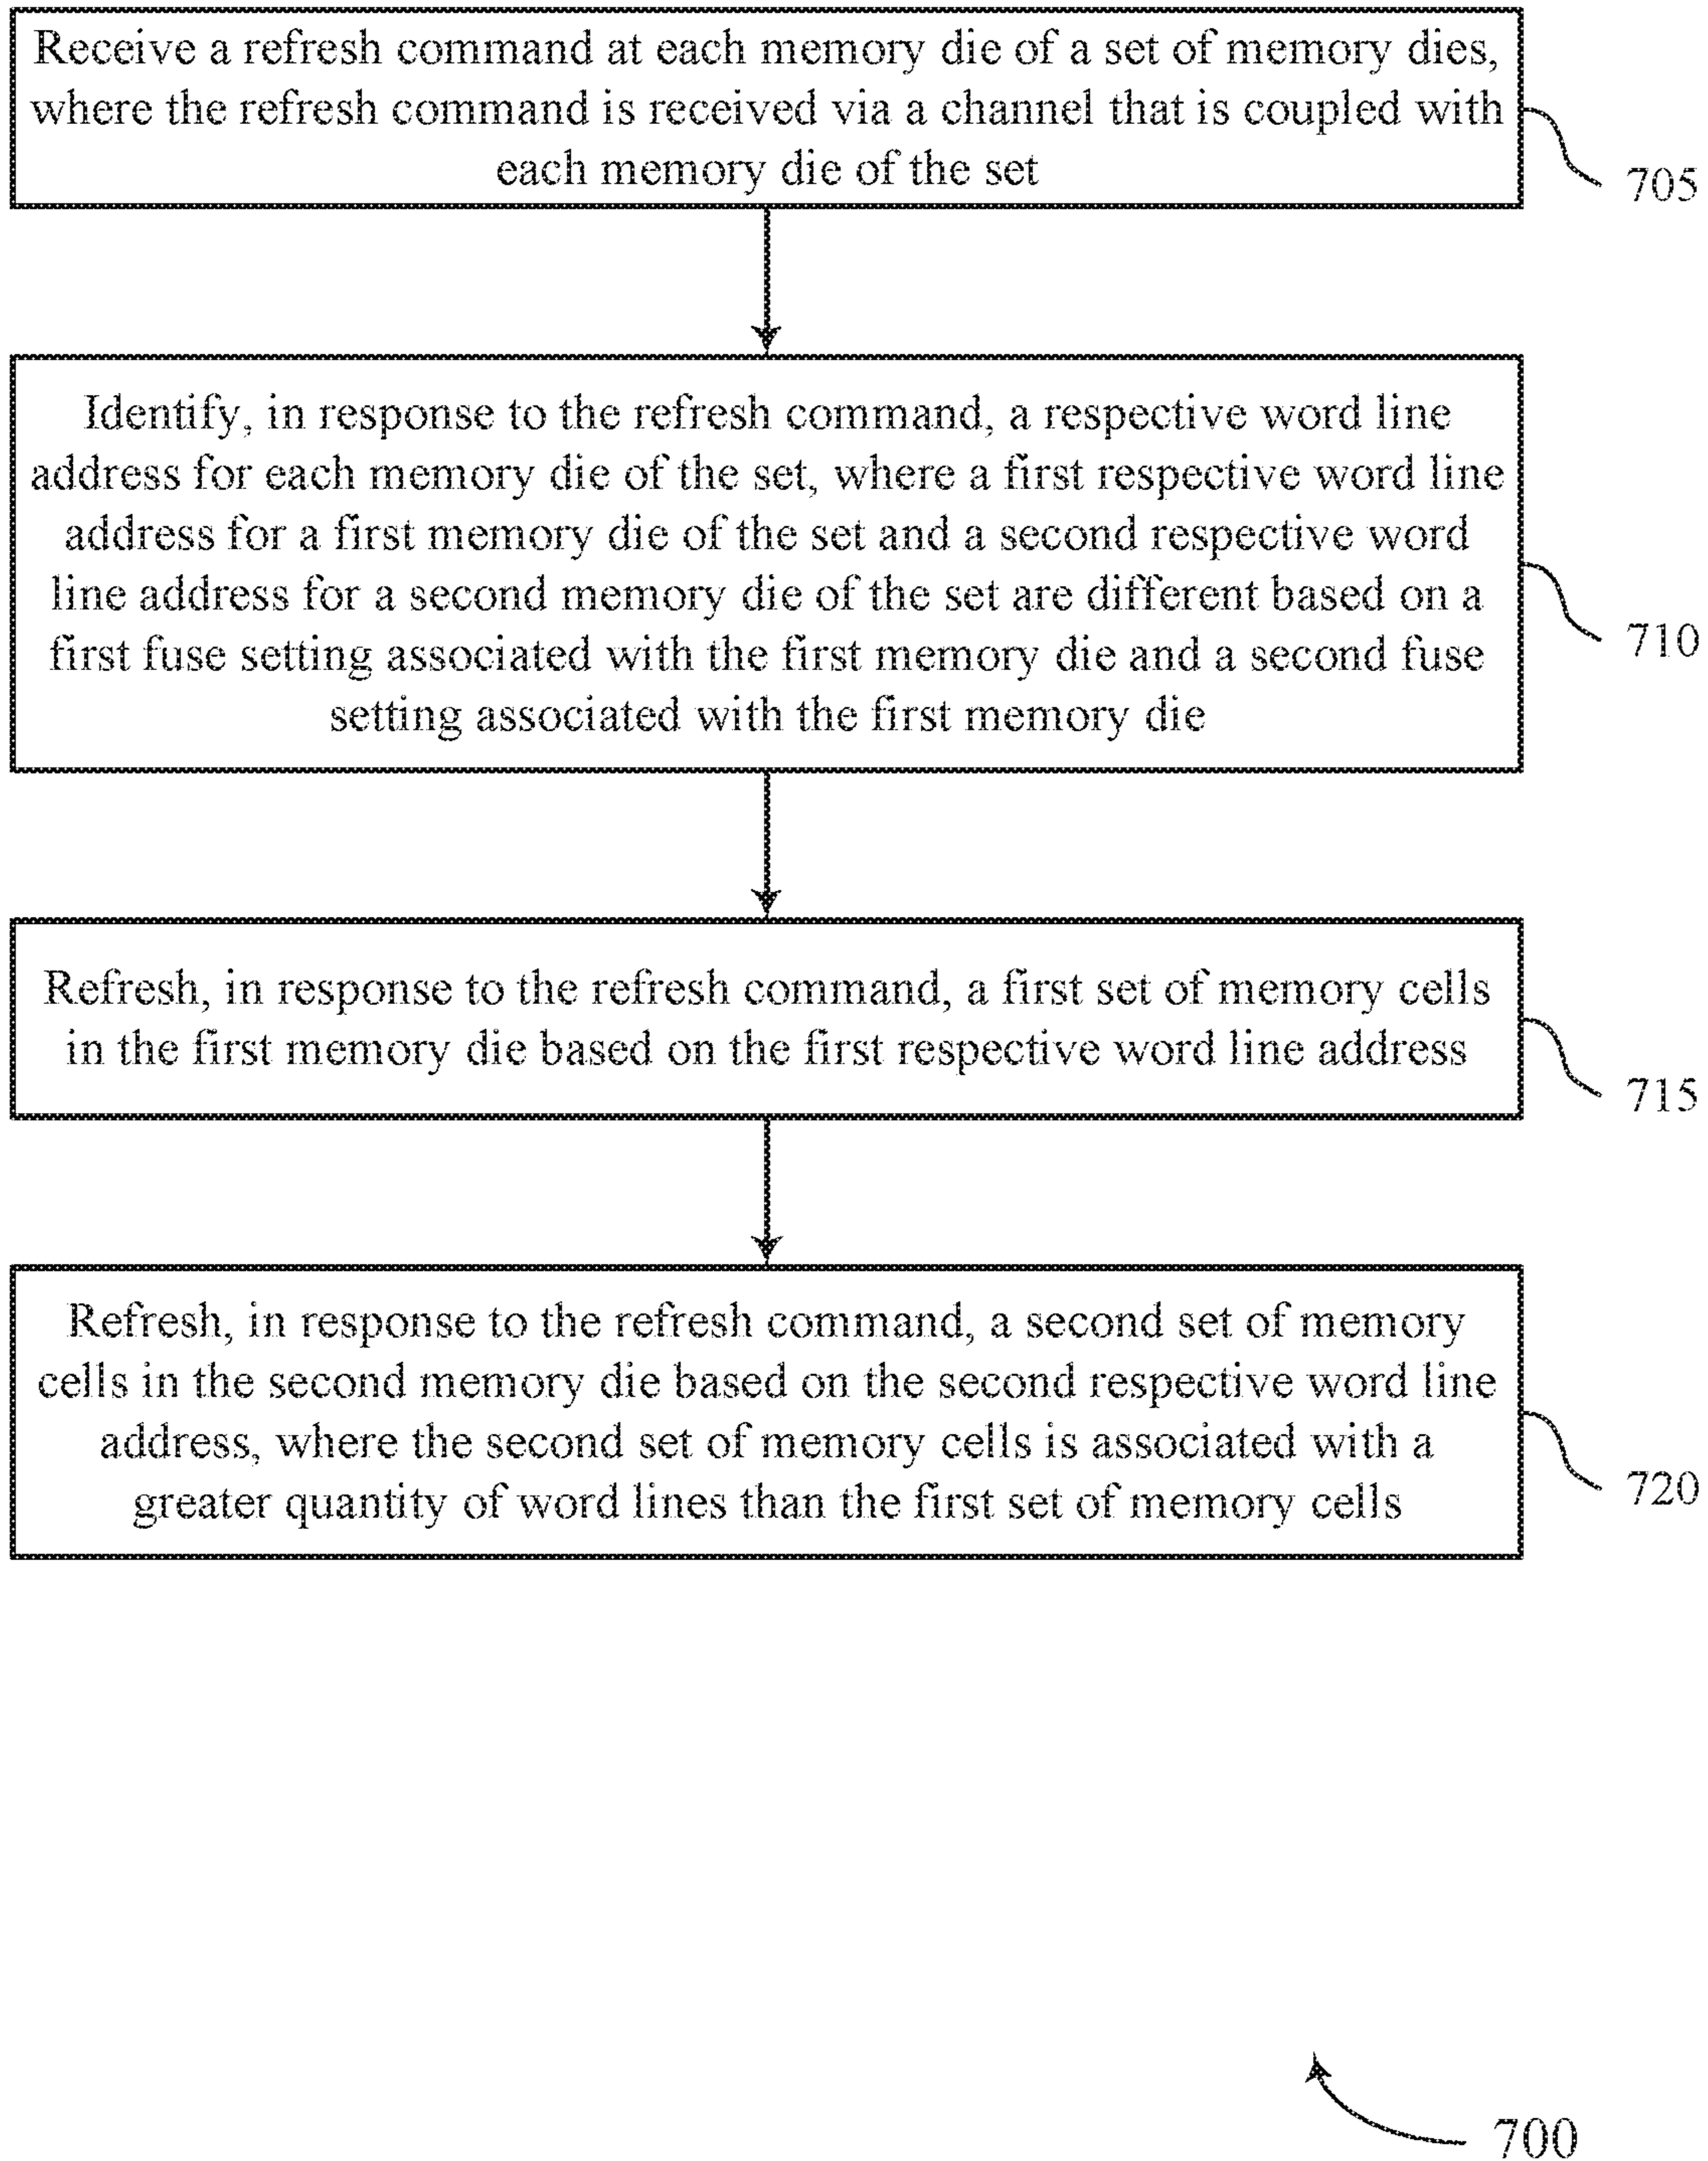 Receive a refresh command at each memory die of a set of memory dies,
where the refresh command is received via a channel that is coupled with
each memory die of the set
705
Identify, in response to the refresh command, a respective word line
address for each memory die of the set, where a first respective word line
address for a first memory die of the set and a second respective word
line address for a second memory die of the set are different based on a
first fuse setting associated with the first memory die and a second fuse
setting associated with the first memory die
710
Refresh, in response to the refresh command, a first set of memory cells
in the first memory die based on the first respective word line address
715
Refresh, in response to the refresh command, a second set of memory
cells in the second memory die based on the second respective word line
address, where the second set of memory cells is associated with a
greater quantity of word lines than the first set of memory cells
720
700